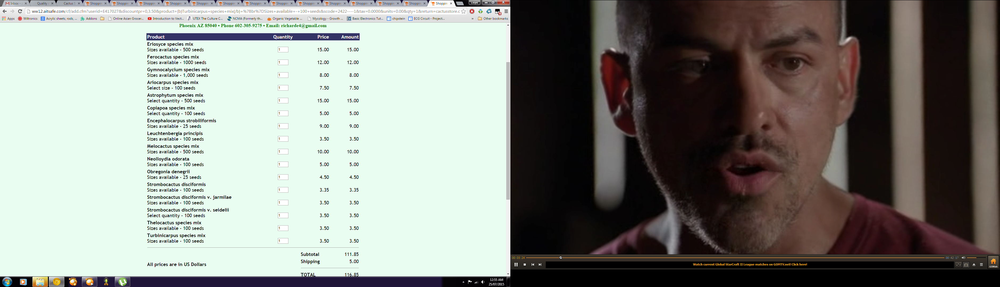 Inbox -
Quality
Cactus S
Shoppin
Shoppin
Shoppin
Shoppin
Shoppin
Shoppin
Shoppin
Shoppin
Shoppin
Shoppin
Shoppin
Shoppin
Shoppin
Shoppin
Lloyd
ww12.aitsafe.com/cf/add.cfm?userid=E417027&discountpr=0,3.50&product={b}Turbinicarpus+species+mix{/b}+%7Bbr%7DSizes+available+-+100+seeds&scode=2422----1&tax=0.0000&units=0.00&qty=1&return=cactusstore.c
4
Apps Wiltronics Acrylic sheets, rods, ... Addons Online Asian Grocer... Introduction to Vect... UTEX The Culture C... NCMA (Formerly th... Organic Vegetable ... Mycology - Growth ... Basic Electronics Tut... chipstein ECG Circuit - Project... » Other bookmarks
Phoenix AZ 85040 • Phone 602-305-9275 • Email: richarde4@gmail.com
Product Quantity Price Amount
Eriosyce species mix
Sizes available - 500 seeds 1 15.00 15.00
Ferocactus species mix
Sizes available - 1000 seeds 1 12.00 12.00
Gymnocalycium species mix
Sizes available - 1,000 seeds 1 8.00 8.00
Ariocarpus species mix
Select size - 100 seeds 1 7.50 7.50
Astrophytum species mix
Select quantity - 500 seeds 1 15.00 15.00
Copiapoa species mix
Select quantity - 100 seeds 1 5.00 5.00
Encephalocarpus strobiliformis
Sizes available - 25 seeds 1 9.00 9.00
Leuchtenbergia principis
Sizes available - 100 seeds 1 3.50 3.50
Melocactus species mix
Sizes available - 500 seeds 1 10.00 10.00
Neolloydia odorata
Sizes available - 100 seeds 1 5.00 5.00
Obregonia denegrii
Sizes available - 25 seeds 1 4.50 4.50
Strombocactus disciformis
Sizes available - 100 seeds 1 3.35 3.35
Strombocactus disciformis v. jarmilae
Sizes available - 100 seeds 1 3.50 3.50
Strombocactus disciformis v. seidelii
Select quantity - 100 seeds 1 3.50 3.50
Thelocactus species mix
Sizes available - 100 seeds 1 3.50 3.50
Turbinicarpus species mix
Sizes available - 100 seeds 1 3.50 3.50
Subtotal 111.85
Shipping 5.00
All prices are in US Dollars
TOTAL 116.85
12:55 AM
25/07/2015
00:03:24
00:42:17
Watch current Global StarCraft II League matches on GOMTV.net! Click here!
GOMlab